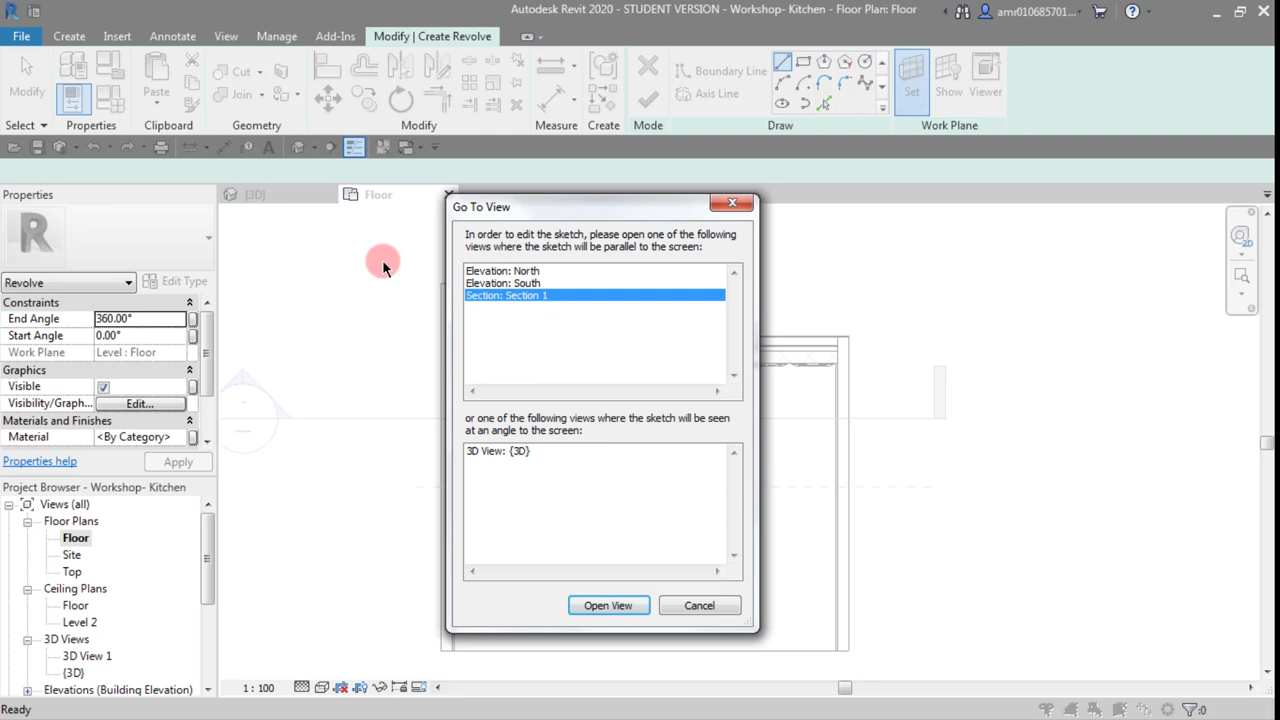 Autodesk Revit 2020 - STUDENT VERSION - Workshop- Kitchen - Floor Plan: Floor
amr010685701...
File Create Insert Annotate View Manage Add-Ins Modify | Create Revolve
Modify Paste Cut Join Boundary Line Axis Line Set Show Viewer
Select Properties Clipboard Geometry Modify Measure Create Mode Draw Work Plane
Properties
{3D}
Floor
Revolve
Edit Type
Constraints
End Angle 360.00°
Start Angle 0.00°
Work Plane Level : Floor
Graphics
Visible
Visibility/Graph... Edit...
Materials and Finishes
Material <By Category>
Properties help Apply
Project Browser - Workshop- Kitchen
Views (all)
Floor Plans
Floor
Site
Top
Ceiling Plans
Floor
Level 2
3D Views
3D View 1
{3D}
Elevations (Building Elevation)
Go To View
In order to edit the sketch, please open one of the following
views where the sketch will be parallel to the screen:
Elevation: North
Elevation: South
Section: Section 1
or one of the following views where the sketch will be seen
at an angle to the screen:
3D View: {3D}
Open View Cancel
2D
1 : 100
Ready
:0